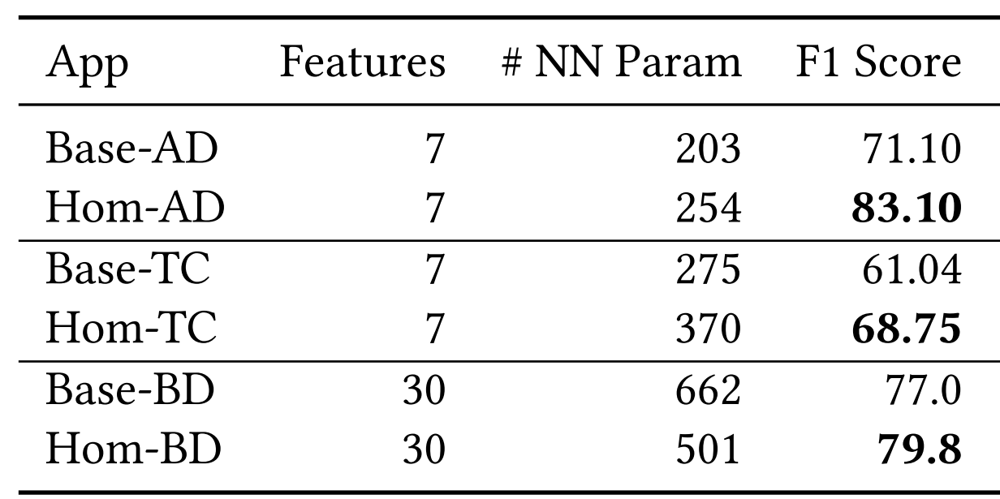 App Features # NN Param F1 Score
Base-AD 7 203 71.10
Hom-AD 7 254 83.10
Base-TC 7 275 61.04
Hom-TC 7 370 68.75
Base-BD 30 662 77.0
Hom-BD 30 501 79.8